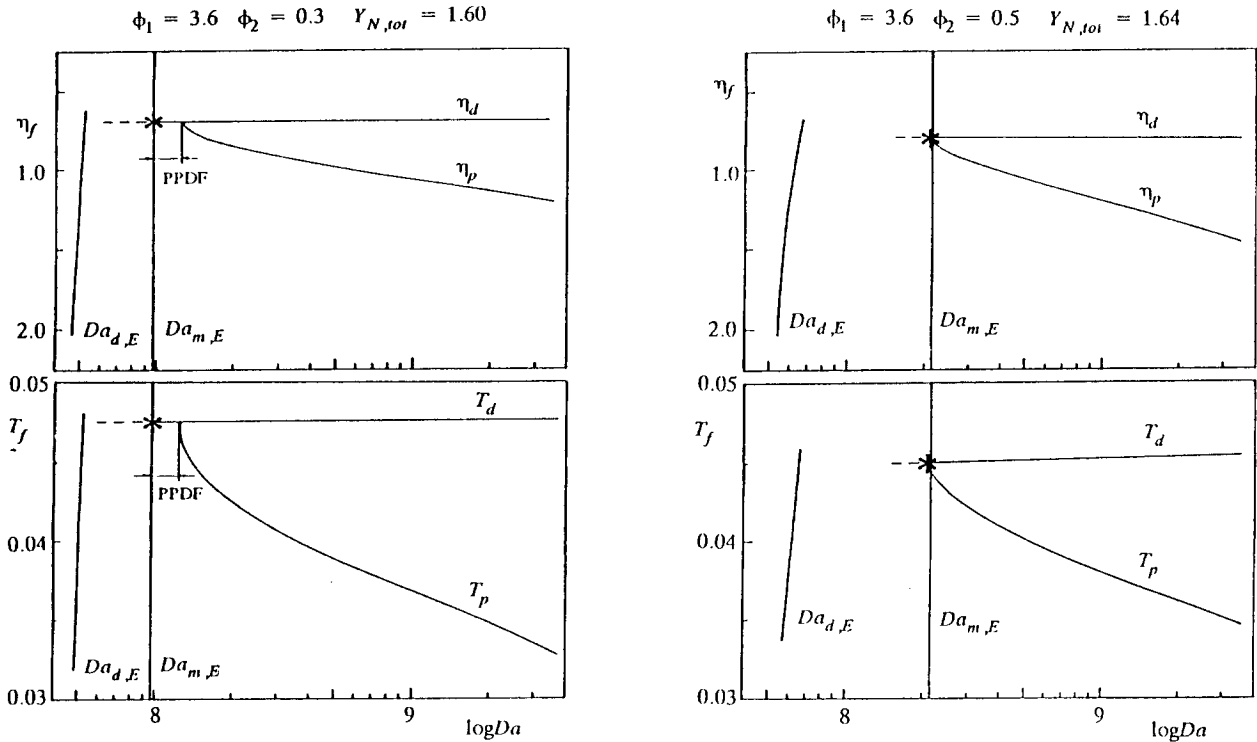 ϕ1 = 3.6 ϕ2 = 0.3 YN,tot = 1.60
ηf
1.0
2.0
ηd
ηp
PPDF
Dad,E
Dam,E
0.05
Tf
0.04
0.03
Td
Tp
PPDF
Dad,E
Dam,E
8
9
logDa
ϕ1 = 3.6 ϕ2 = 0.5 YN,tot = 1.64
ηf
1.0
2.0
ηd
ηp
Dad,E
Dam,E
0.05
Tf
0.04
0.03
Td
Tp
Dad,E
Dam,E
8
9
logDa